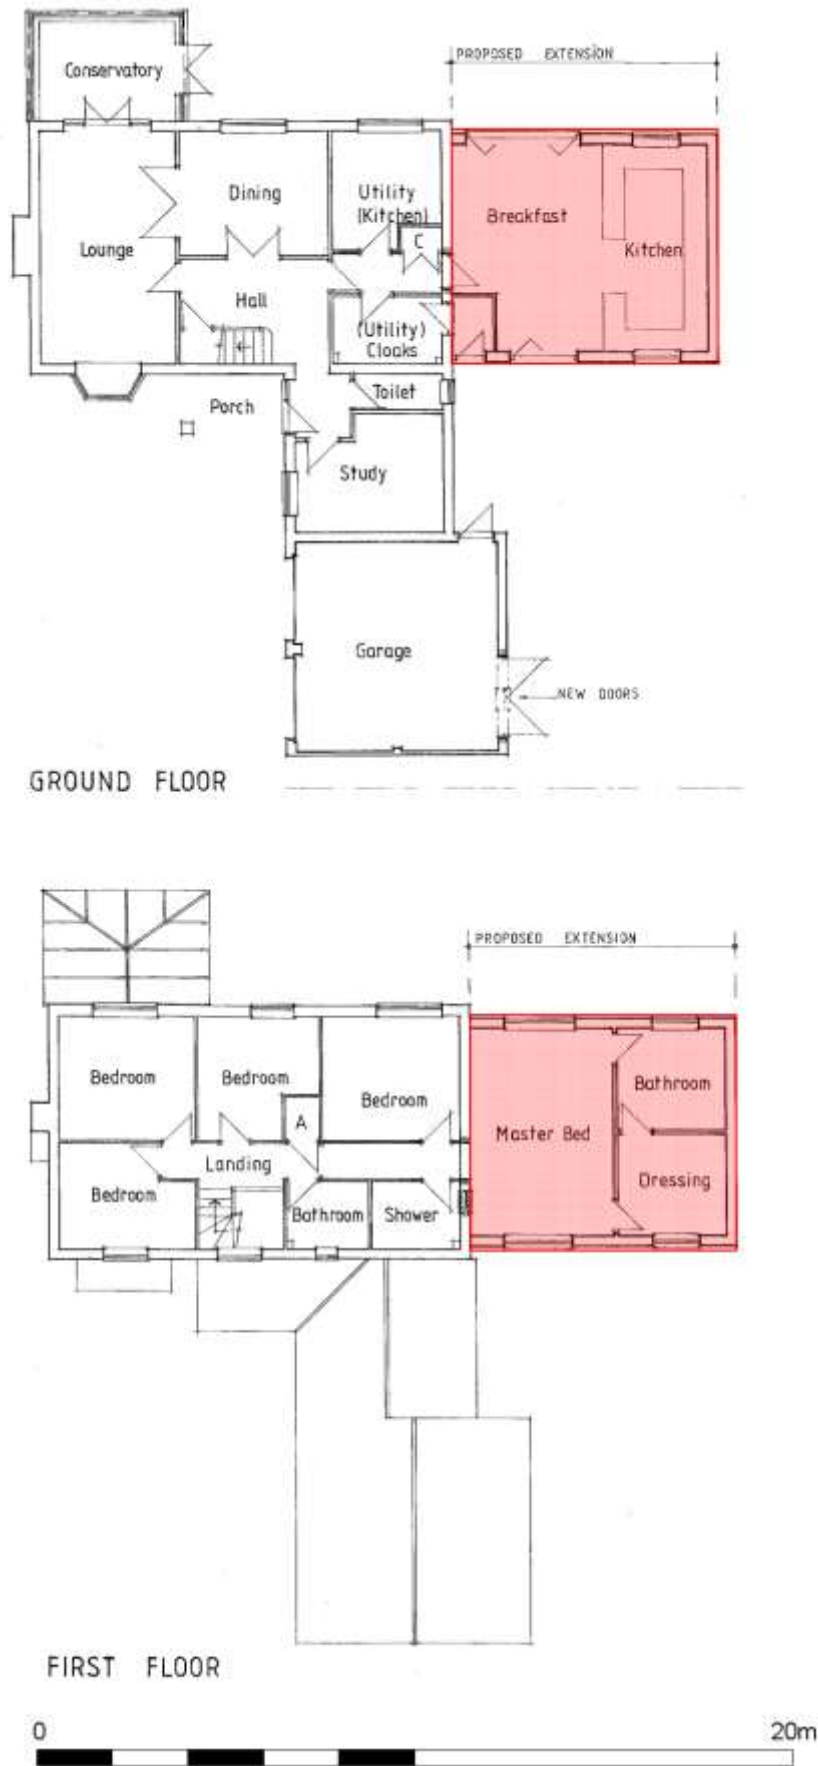 PROPOSED EXTENSION
Conservatory
Dining
Utility
(Kitchen)
Breakfast
C
Lounge
Kitchen
Hall
(Utility)
Cloaks
Toilet
Porch
Study
Garage
NEW DOORS
GROUND FLOOR
PROPOSED EXTENSION
Bedroom
Bedroom
Bedroom
Bathroom
A
Master Bed
Landing
Dressing
Bedroom
Bathroom
Shower
FIRST FLOOR
0
20m